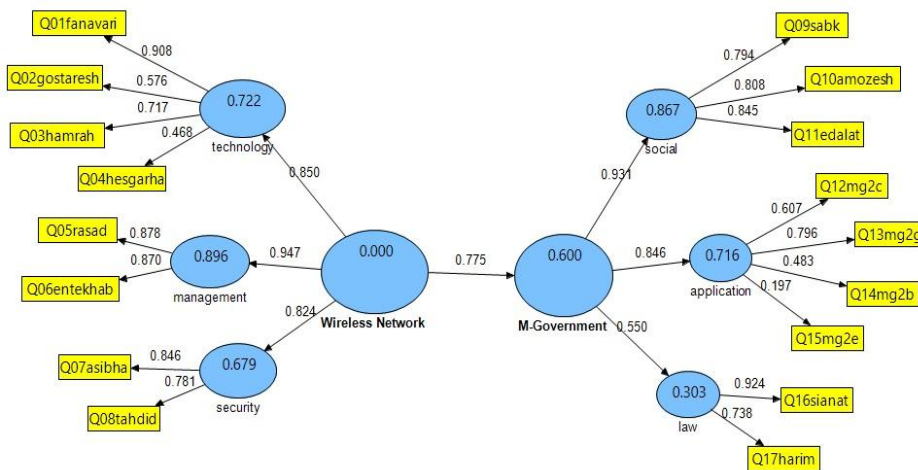 Q01fanavari
0.908
Q02gostaresh
0.576
0.722
Q03hamrah
0.717
technology
0.468
Q04hesgarha
0.850
Q05rasad
0.878
0.896
0.947
Q06entekhab
0.870
management
0.000
Wireless Network
0.775
0.824
Q07asibha
0.846
0.679
Q08tahdid
0.781
security
Q09sabk
0.794
Q10amozesh
0.808
0.867
0.845
Q11edalat
social
0.931
Q12mg2c
0.607
Q13mg2g
0.796
0.600
0.846
0.716
0.483
Q14mg2b
application
0.197
M-Government
Q15mg2e
0.550
0.303
0.924
Q16sianat
law
0.738
Q17harim